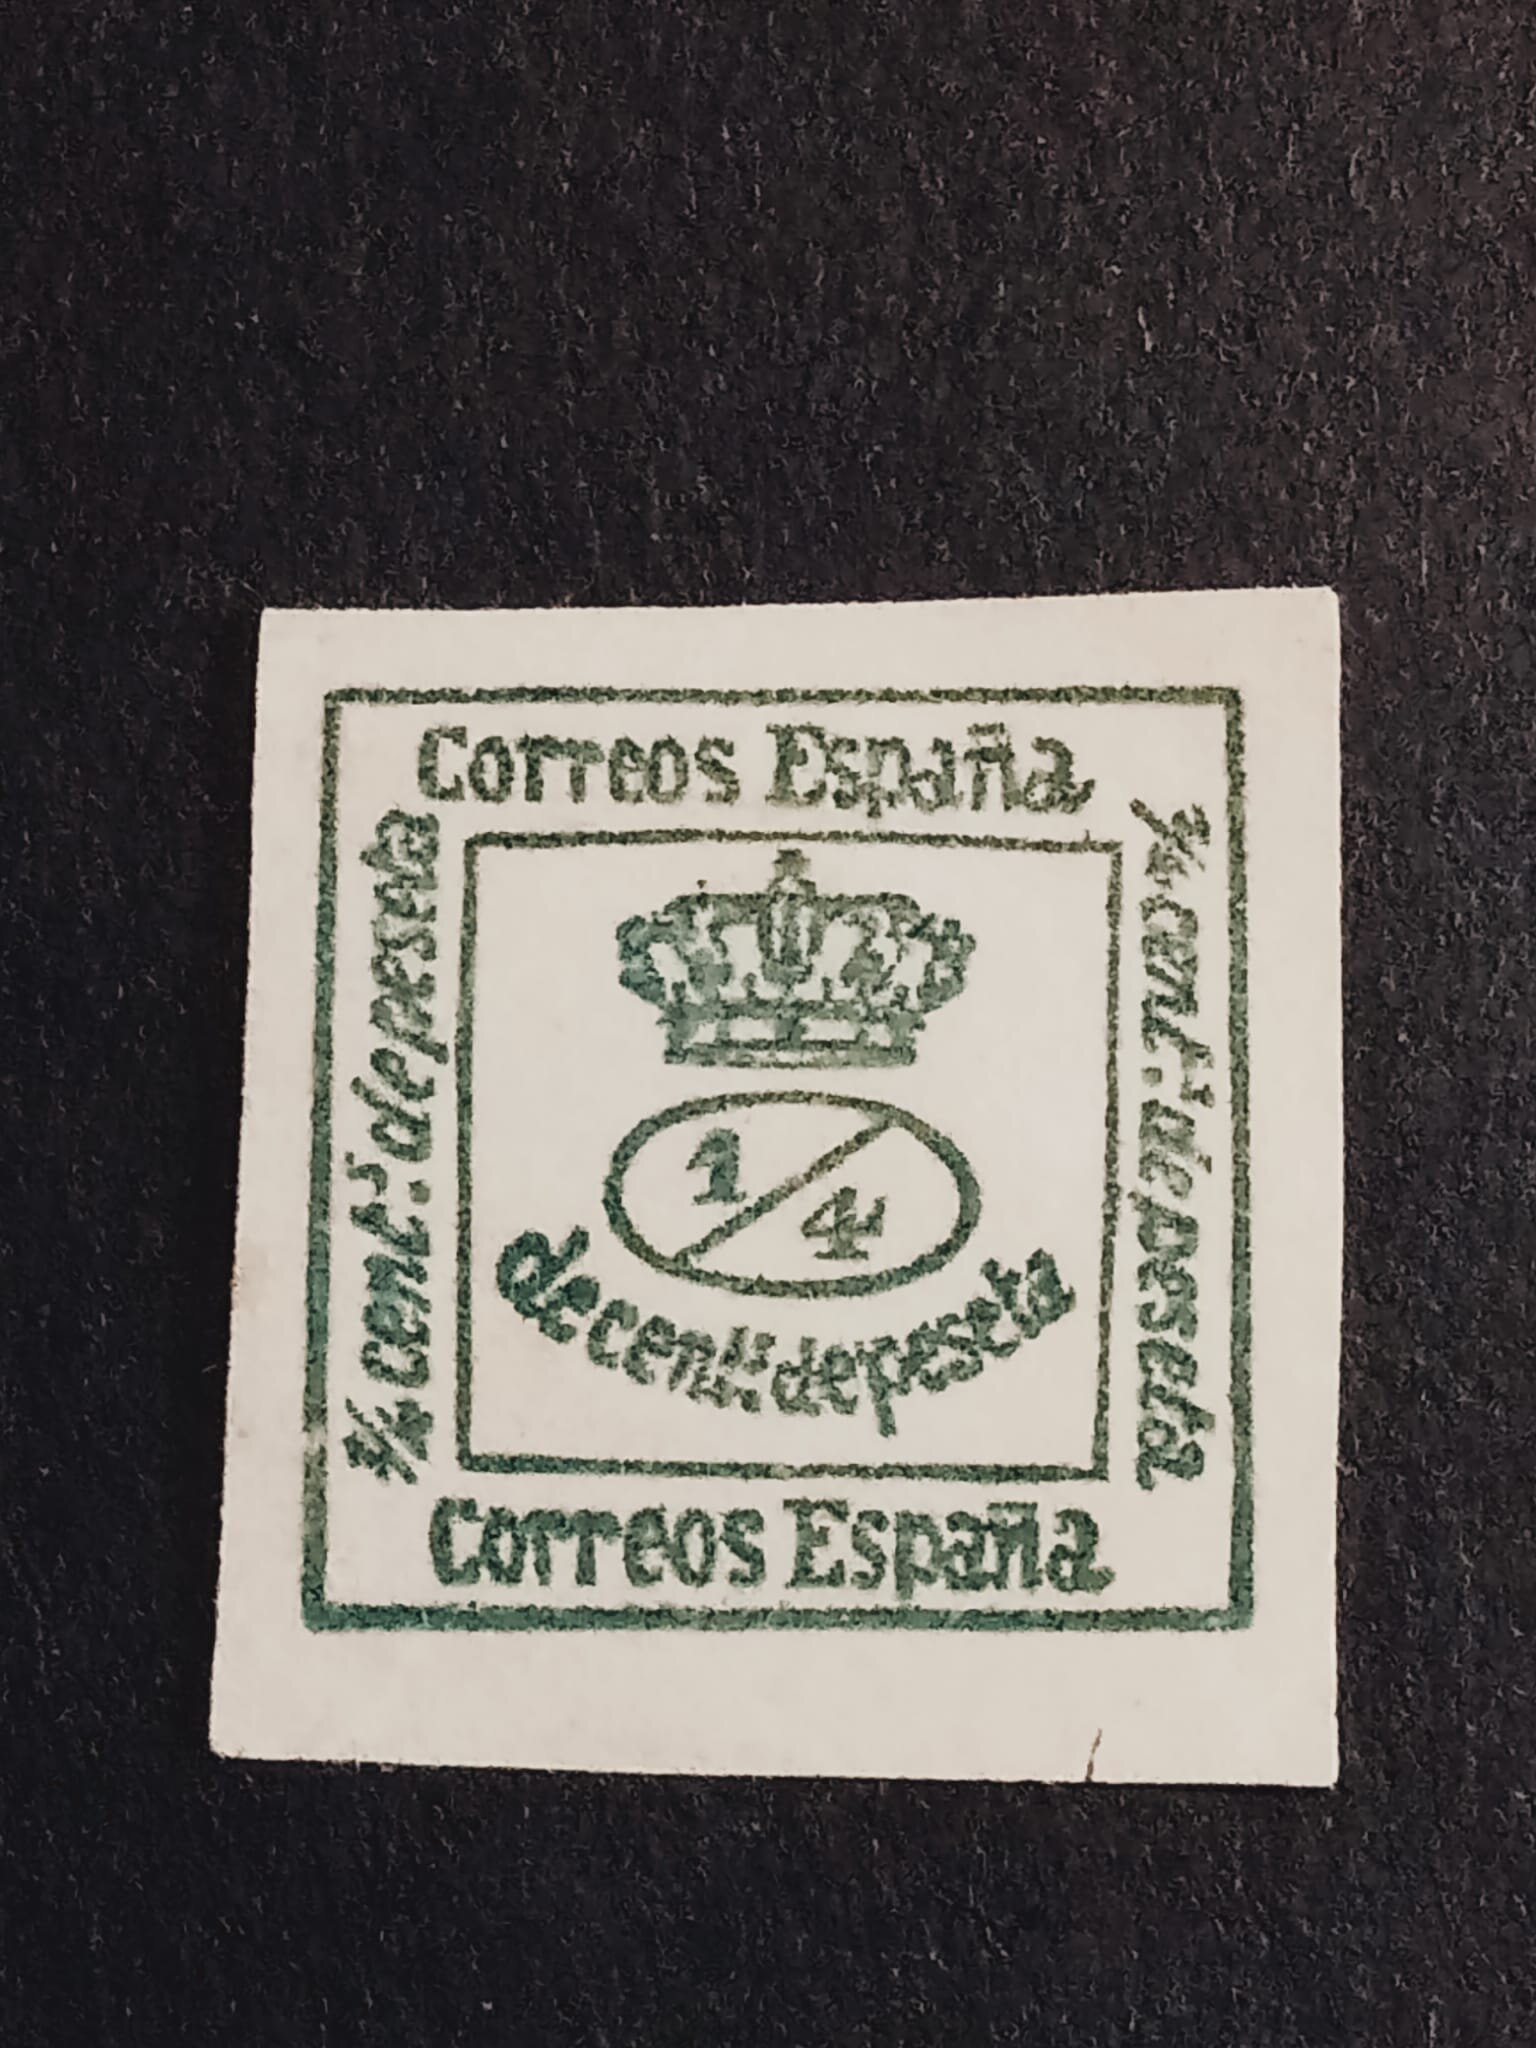 Correos España
¼ cent.s de peseta
¼ cent.s de peseta
1/4
de cent.s de peseta
Correos España